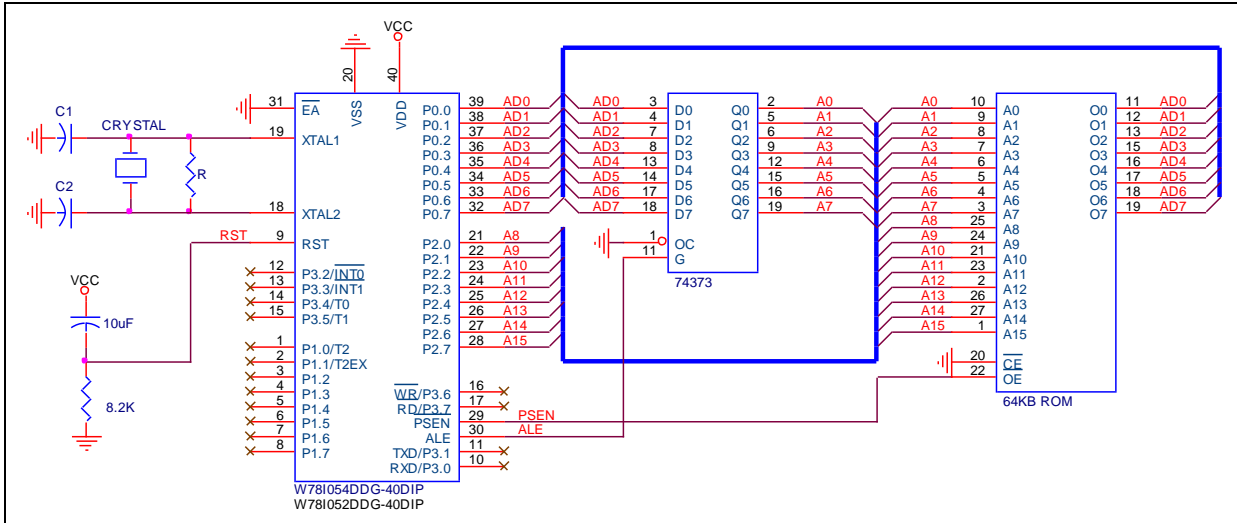 VCC
20
40
VSS
VDD
31
EA
C1
19
XTAL1
CRYSTAL
R
C2
18
XTAL2
RST
9
RST
12
P3.2/INT0
13
P3.3/INT1
14
P3.4/T0
15
P3.5/T1
1
P1.0/T2
2
P1.1/T2EX
3
P1.2
4
P1.3
5
P1.4
6
P1.5
7
P1.6
8
P1.7
VCC
10uF
8.2K
P0.0 39 AD0
P0.1 38 AD1
P0.2 37 AD2
P0.3 36 AD3
P0.4 35 AD4
P0.5 34 AD5
P0.6 33 AD6
P0.7 32 AD7
P2.0 21 A8
P2.1 22 A9
P2.2 23 A10
P2.3 24 A11
P2.4 25 A12
P2.5 26 A13
P2.6 27 A14
P2.7 28 A15
WR/P3.6 16
RD/P3.7 17
PSEN 29 PSEN
ALE 30 ALE
TXD/P3.1 11
RXD/P3.0 10
W78I054DDG-40DIP
W78I052DDG-40DIP
AD0 3 D0 Q0 2 A0
AD1 4 D1 Q1 5 A1
AD2 7 D2 Q2 6 A2
AD3 8 D3 Q3 9 A3
AD4 13 D4 Q4 12 A4
AD5 14 D5 Q5 15 A5
AD6 17 D6 Q6 16 A6
AD7 18 D7 Q7 19 A7
1 OC
11 G
74373
A0 10 A0 O0 11 AD0
A1 9 A1 O1 12 AD1
A2 8 A2 O2 13 AD2
A3 7 A3 O3 15 AD3
A4 6 A4 O4 16 AD4
A5 5 A5 O5 17 AD5
A6 4 A6 O6 18 AD6
A7 3 A7 O7 19 AD7
A8 25 A8
A9 24 A9
A10 21 A10
A11 23 A11
A12 2 A12
A13 26 A13
A14 27 A14
A15 1 A15
20 CE
22 OE
64KB ROM